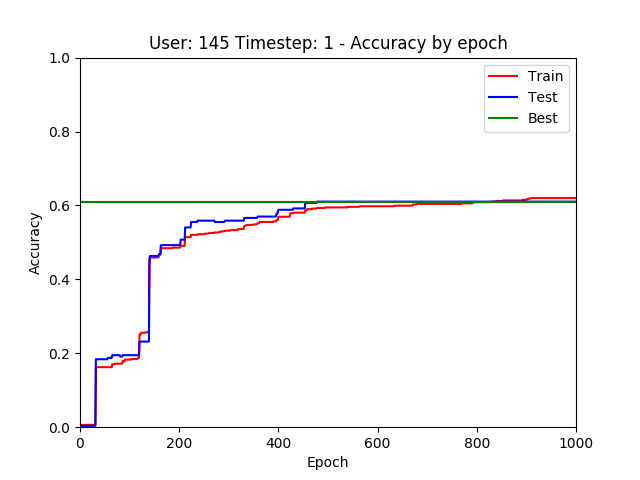 User: 145 Timestep: 1 - Accuracy by epoch
1.0
0.8
0.6
0.4
0.2
0.0
Accuracy
Train
Test
Best
0 200 400 600 800 1000
Epoch